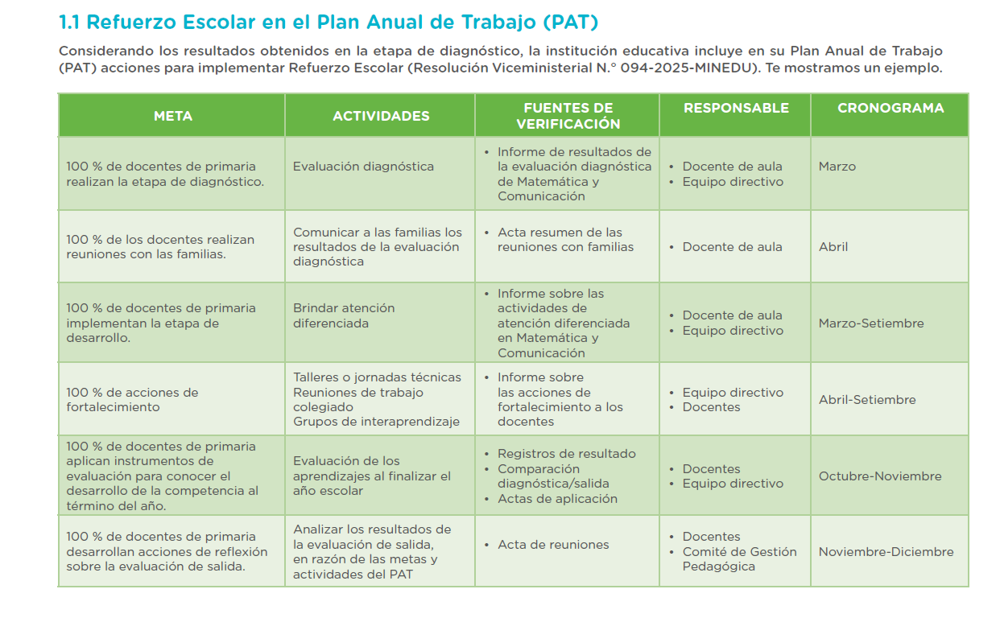 1.1 Refuerzo Escolar en el Plan Anual de Trabajo (PAT)
Considerando los resultados obtenidos en la etapa de diagnóstico, la institución educativa incluye en su Plan Anual de Trabajo
(PAT) acciones para implementar Refuerzo Escolar (Resolución Viceministerial N.° 094-2025-MINEDU). Te mostramos un ejemplo.
META
ACTIVIDADES
FUENTES DE
VERIFICACIÓN
RESPONSABLE
CRONOGRAMA
100 % de docentes de primaria
realizan la etapa de diagnóstico.
Evaluación diagnóstica
• Informe de resultados de
la evaluación diagnóstica
de Matemática y
Comunicación
• Docente de aula
• Equipo directivo
Marzo
100 % de los docentes realizan
reuniones con las familias.
Comunicar a las familias los
resultados de la evaluación
diagnóstica
• Acta resumen de las
reuniones con familias
• Docente de aula
Abril
100 % de docentes de primaria
implementan la etapa de
desarrollo.
Brindar atención
diferenciada
• Informe sobre las
actividades de
atención diferenciada
en Matemática y
Comunicación
• Docente de aula
• Equipo directivo
Marzo-Setiembre
100 % de acciones de
fortalecimiento
Talleres o jornadas técnicas
Reuniones de trabajo
colegiado
Grupos de interaprendizaje
• Informe sobre
las acciones de
fortalecimiento a los
docentes
• Equipo directivo
• Docentes
Abril-Setiembre
100 % de docentes de primaria
aplican instrumentos de
evaluación para conocer el
desarrollo de la competencia al
término del año.
Evaluación de los
aprendizajes al finalizar el
año escolar
• Registros de resultado
• Comparación
diagnóstica/salida
• Actas de aplicación
• Docentes
• Equipo directivo
Octubre-Noviembre
100 % de docentes de primaria
desarrollan acciones de reflexión
sobre la evaluación de salida.
Analizar los resultados de
la evaluación de salida,
en razón de las metas y
actividades del PAT
• Acta de reuniones
• Docentes
• Comité de Gestión
Pedagógica
Noviembre-Diciembre